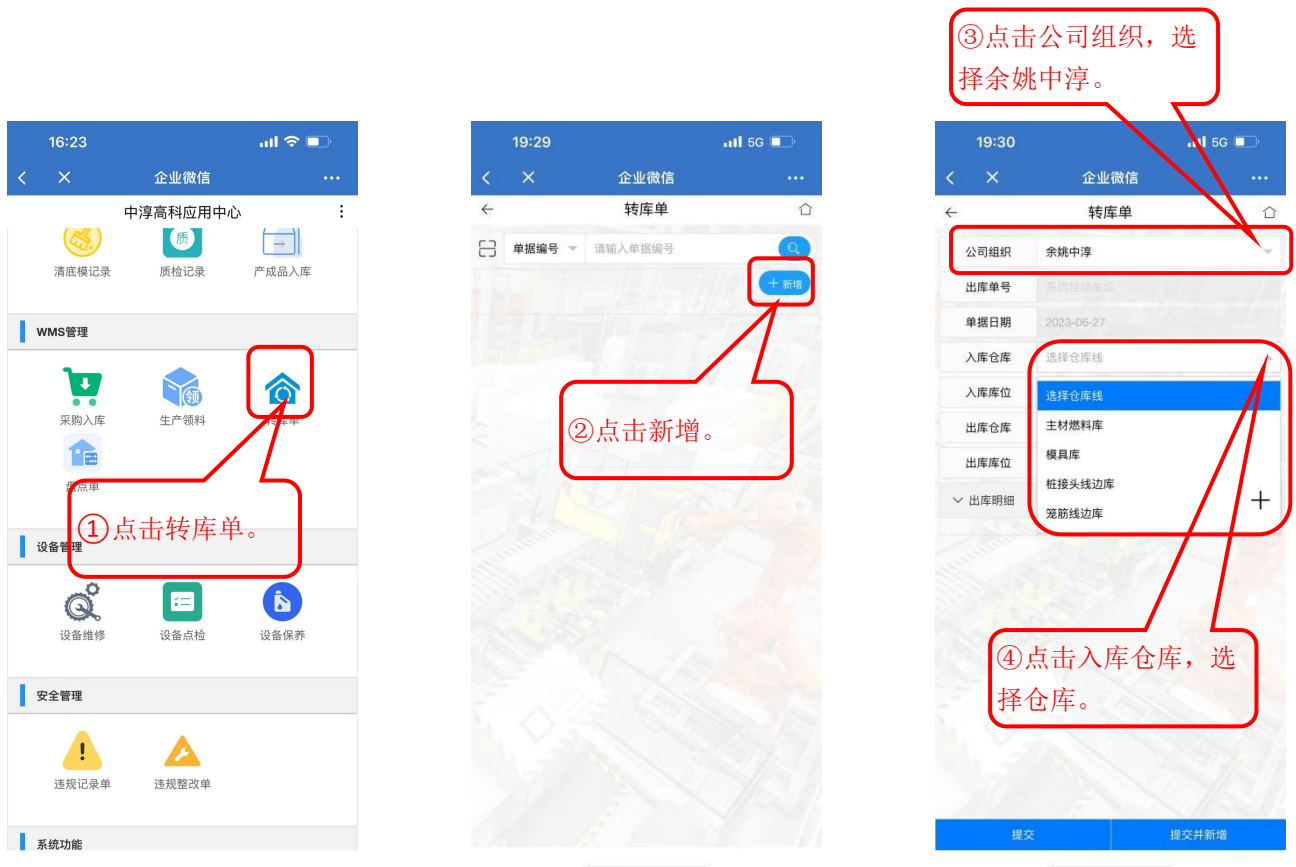 ③点击公司组织，选
择余姚中淳。
16:23
企业微信
中淳高科应用中心
清底模记录
质
质检记录
产成品入库
WMS管理
采购入库
领
生产领料
转库单
盘点单
①点击转库单。
设备管理
设备维修
设备点检
设备保养
安全管理
违规记录单
违规整改单
系统功能
19:29
5G
企业微信
转库单
单据编号
请输入单据编号
+ 新增
②点击新增。
19:30
5G
企业微信
转库单
公司组织 余姚中淳
出库单号 系统自动生成
单据日期 2023-06-27
入库仓库 选择仓库线
入库库位
选择仓库线
出库仓库
主材燃料库
模具库
出库库位
桩接头线边库
出库明细
笼筋线边库
④点击入库仓库，选
择仓库。
提交
提交并新增